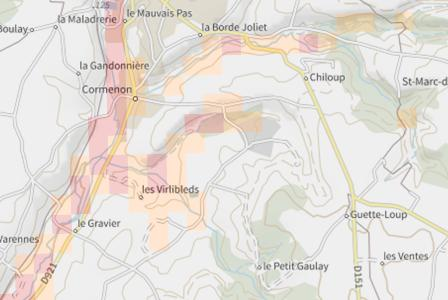 125
le Mauvais Pas
la Maladrerie
Boulay
la Borde Joliet
la Gandonnière
Chiloup
St-Marc-d
Cormenon
les Virlibleds
le Gravier
Guette-Loup
Varennes
les Ventes
le Petit Gaulay
D921
D151